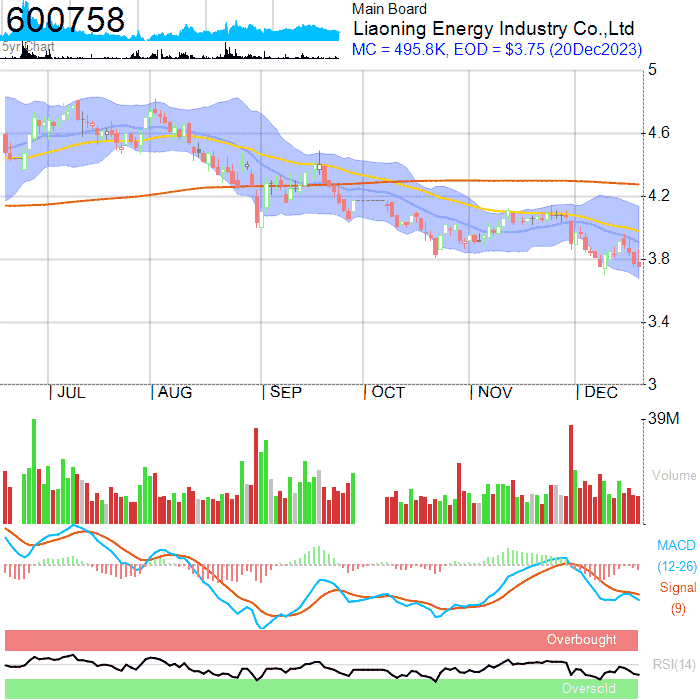 600758
5yr Chart
Main Board
Liaoning Energy Industry Co.,Ltd
MC = 495.8K, EOD = $3.75 (20Dec2023)
5
4.6
4.2
3.8
3.4
3
JUL
AUG
SEP
OCT
NOV
DEC
39M
Volume
MACD
(12-26)
Signal
(9)
Overbought
RSI(14)
Oversold